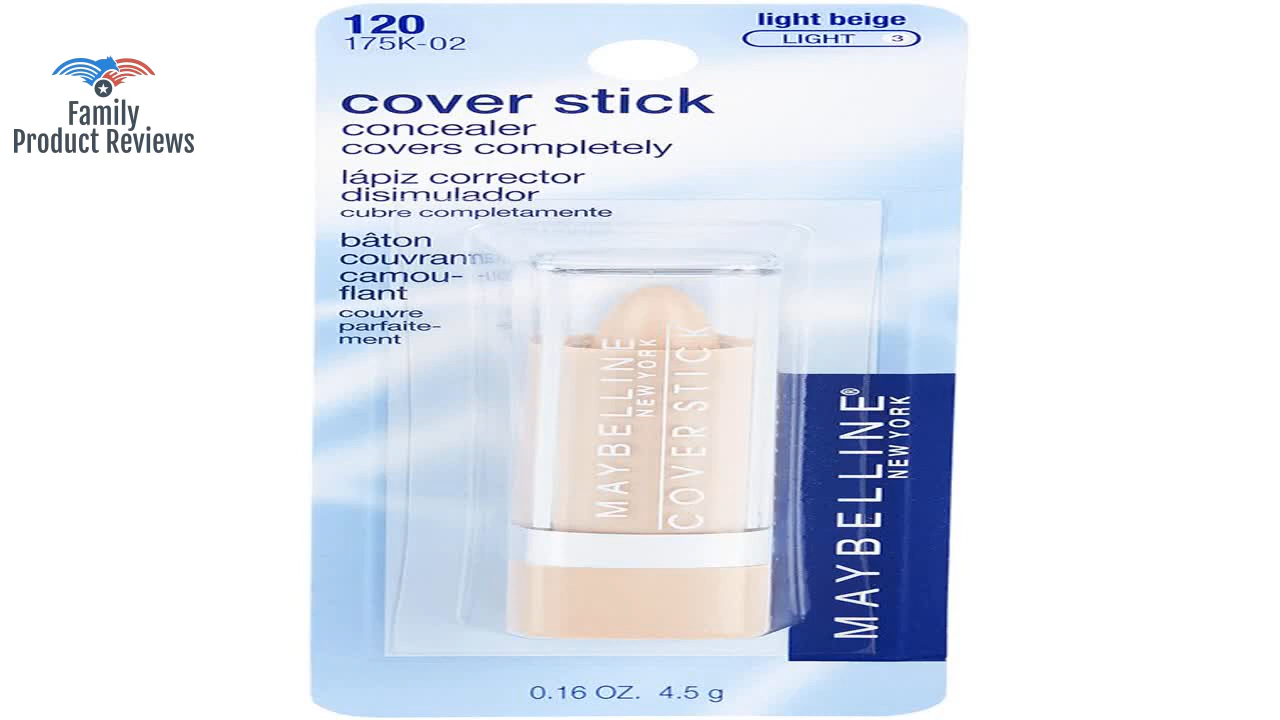 Family
Product Reviews
120
175K-02
light beige
LIGHT 3
cover stick
concealer
covers completely
lápiz corrector
disimulador
cubre completamente
bâton
couvrant
camou-
flant
couvre
parfaite-
ment
MAYBELLINE
NEW YORK
COVER STICK
MAYBELLINE®
NEW YORK
0.16 OZ. 4.5 g